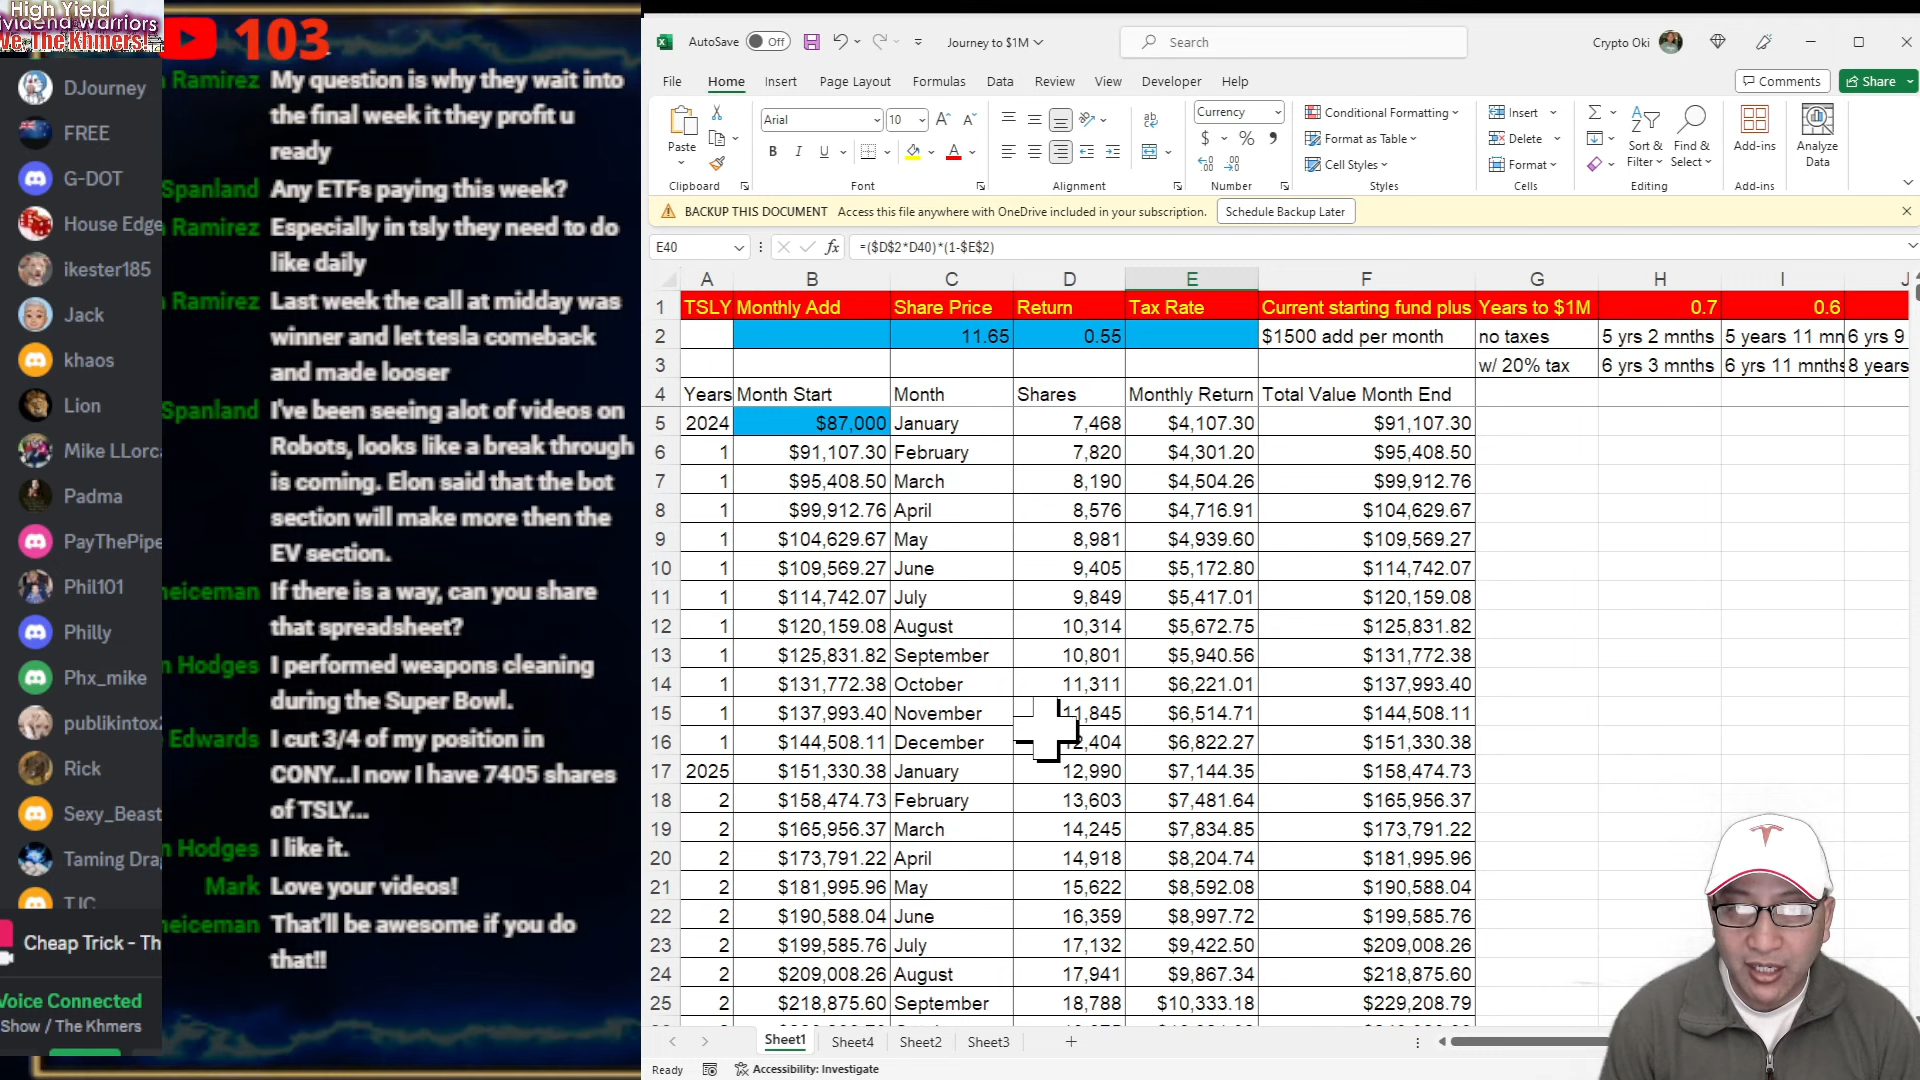 High Yield
We, The Khmers!
103
DJourney
FREE
G-DOT
House Edge
ikester185
Jack
khaos
Lion
Mike LLorc
Padma
PayThePipe
Phil101
Philly
Phx_mike
publikintox
Rick
Sexy_Beast
Taming Dra
TJC
Cheap Trick - Th
Voice Connected
Show / The Khmers
Ramirez My question is why they wait into
the final week it they profit u
ready
Spanland Any ETFs paying this week?
Ramirez Especially in tsly they need to do
like daily
Ramirez Last week the call at midday was
winner and let tesla comeback
and made looser
Spanland I've been seeing alot of videos on
Robots, looks like a break through
is coming. Elon said that the bot
section will make more then the
EV section.
neiceman If there is a way, can you share
that spreadsheet?
n Hodges I performed weapons cleaning
during the Super Bowl.
Edwards I cut 3/4 of my position in
CONY...I now I have 7405 shares
of TSLY...
n Hodges I like it.
Mark Love your videos!
neiceman That'll be awesome if you do
that!!
AutoSave Off Journey to $1M Search Crypto Oki
File Home Insert Page Layout Formulas Data Review View Developer Help Comments Share
Paste Arial 10 Currency Conditional Formatting Insert
Format as Table Delete Sort & Filter Find & Select Add-ins Analyze Data
B I U A $ % Cell Styles Format
Clipboard Font Alignment Number Styles Cells Editing Add-ins
BACKUP THIS DOCUMENT Access this file anywhere with OneDrive included in your subscription. Schedule Backup Later
E40 fx =($D$2*D40)*(1-$E$2)
A B C D E F G H I J
1 TSLY Monthly Add Share Price Return Tax Rate Current starting fund plus Years to $1M 0.7 0.6
2 11.65 0.55 $1500 add per month no taxes 5 yrs 2 mnths 5 years 11 mn 6 yrs 9
3 w/ 20% tax 6 yrs 3 mnths 6 yrs 11 mnths 8 years
4 Years Month Start Month Shares Monthly Return Total Value Month End
5 2024 $87,000 January 7,468 $4,107.30 $91,107.30
6 1 $91,107.30 February 7,820 $4,301.20 $95,408.50
7 1 $95,408.50 March 8,190 $4,504.26 $99,912.76
8 1 $99,912.76 April 8,576 $4,716.91 $104,629.67
9 1 $104,629.67 May 8,981 $4,939.60 $109,569.27
10 1 $109,569.27 June 9,405 $5,172.80 $114,742.07
11 1 $114,742.07 July 9,849 $5,417.01 $120,159.08
12 1 $120,159.08 August 10,314 $5,672.75 $125,831.82
13 1 $125,831.82 September 10,801 $5,940.56 $131,772.38
14 1 $131,772.38 October 11,311 $6,221.01 $137,993.40
15 1 $137,993.40 November 11,845 $6,514.71 $144,508.11
16 1 $144,508.11 December 12,404 $6,822.27 $151,330.38
17 2025 $151,330.38 January 12,990 $7,144.35 $158,474.73
18 2 $158,474.73 February 13,603 $7,481.64 $165,956.37
19 2 $165,956.37 March 14,245 $7,834.85 $173,791.22
20 2 $173,791.22 April 14,918 $8,204.74 $181,995.96
21 2 $181,995.96 May 15,622 $8,592.08 $190,588.04
22 2 $190,588.04 June 16,359 $8,997.72 $199,585.76
23 2 $199,585.76 July 17,132 $9,422.50 $209,008.26
24 2 $209,008.26 August 17,941 $9,867.34 $218,875.60
25 2 $218,875.60 September 18,788 $10,333.18 $229,208.79
Sheet1 Sheet4 Sheet2 Sheet3
Ready Accessibility: Investigate